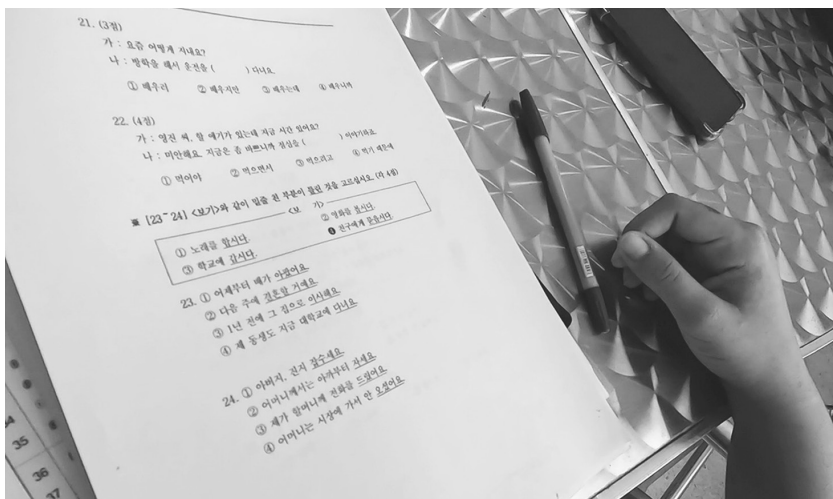 21. (3점)
가 : 요즘 어떻게 지내요?
나 : 방학을 해서 운전을 ( ) 다녀요.
① 배우러 ② 배우지만 ③ 배우는데 ④ 배우니까
22. (4점)
가 : 영진 씨, 할 얘기가 있는데 지금 시간 있어요?
나 : 미안해요. 지금은 좀 바쁘니까 점심을 ( ) 이야기해요.
① 먹어야 ② 먹으면서 ③ 먹으려고 ④ 먹기 때문에
※ [23~24] <보기>와 같이 밑줄 친 부분이 틀린 것을 고르십시오. (각 4점)
<보 기>
① 노래를 합시다. ② 영화를 봅시다.
③ 학교에 갑시다. ❹ 친구에게 묻읍시다.
23. ① 어제부터 배가 아팠어요.
② 다음 주에 결혼할 거예요.
③ 1년 전에 그 집으로 이사해요.
④ 제 동생도 지금 대학교에 다녀요.
24. ① 아버지, 진지 잡수세요.
② 어머니께서는 아까부터 자세요.
③ 제가 할머니께 전화를 드렸어요.
④ 어머니는 시장에 가서 안 오셨어요.
34
35
36
37